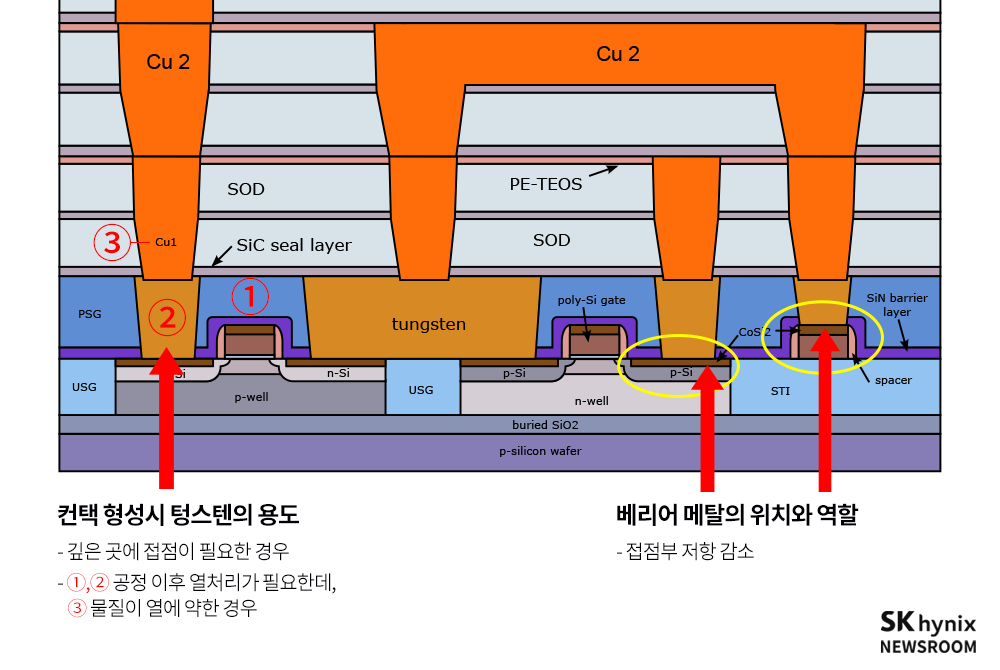 Cu 2
Cu 2
SOD
PE-TEOS
③ Cu1
SiC seal layer
SOD
PSG
②
①
tungsten
poly-Si gate
CoSi2
SiN barrier
layer
spacer
USG
n-Si
p-well
USG
p-Si
p-Si
n-well
STI
buried SiO2
p-silicon wafer
컨택 형성시 텅스텐의 용도
- 깊은 곳에 접점이 필요한 경우
- ①,② 공정 이후 열처리가 필요한데,
③ 물질이 열에 약한 경우
베리어 메탈의 위치와 역할
- 접점부 저항 감소
SK hynix
NEWSROOM